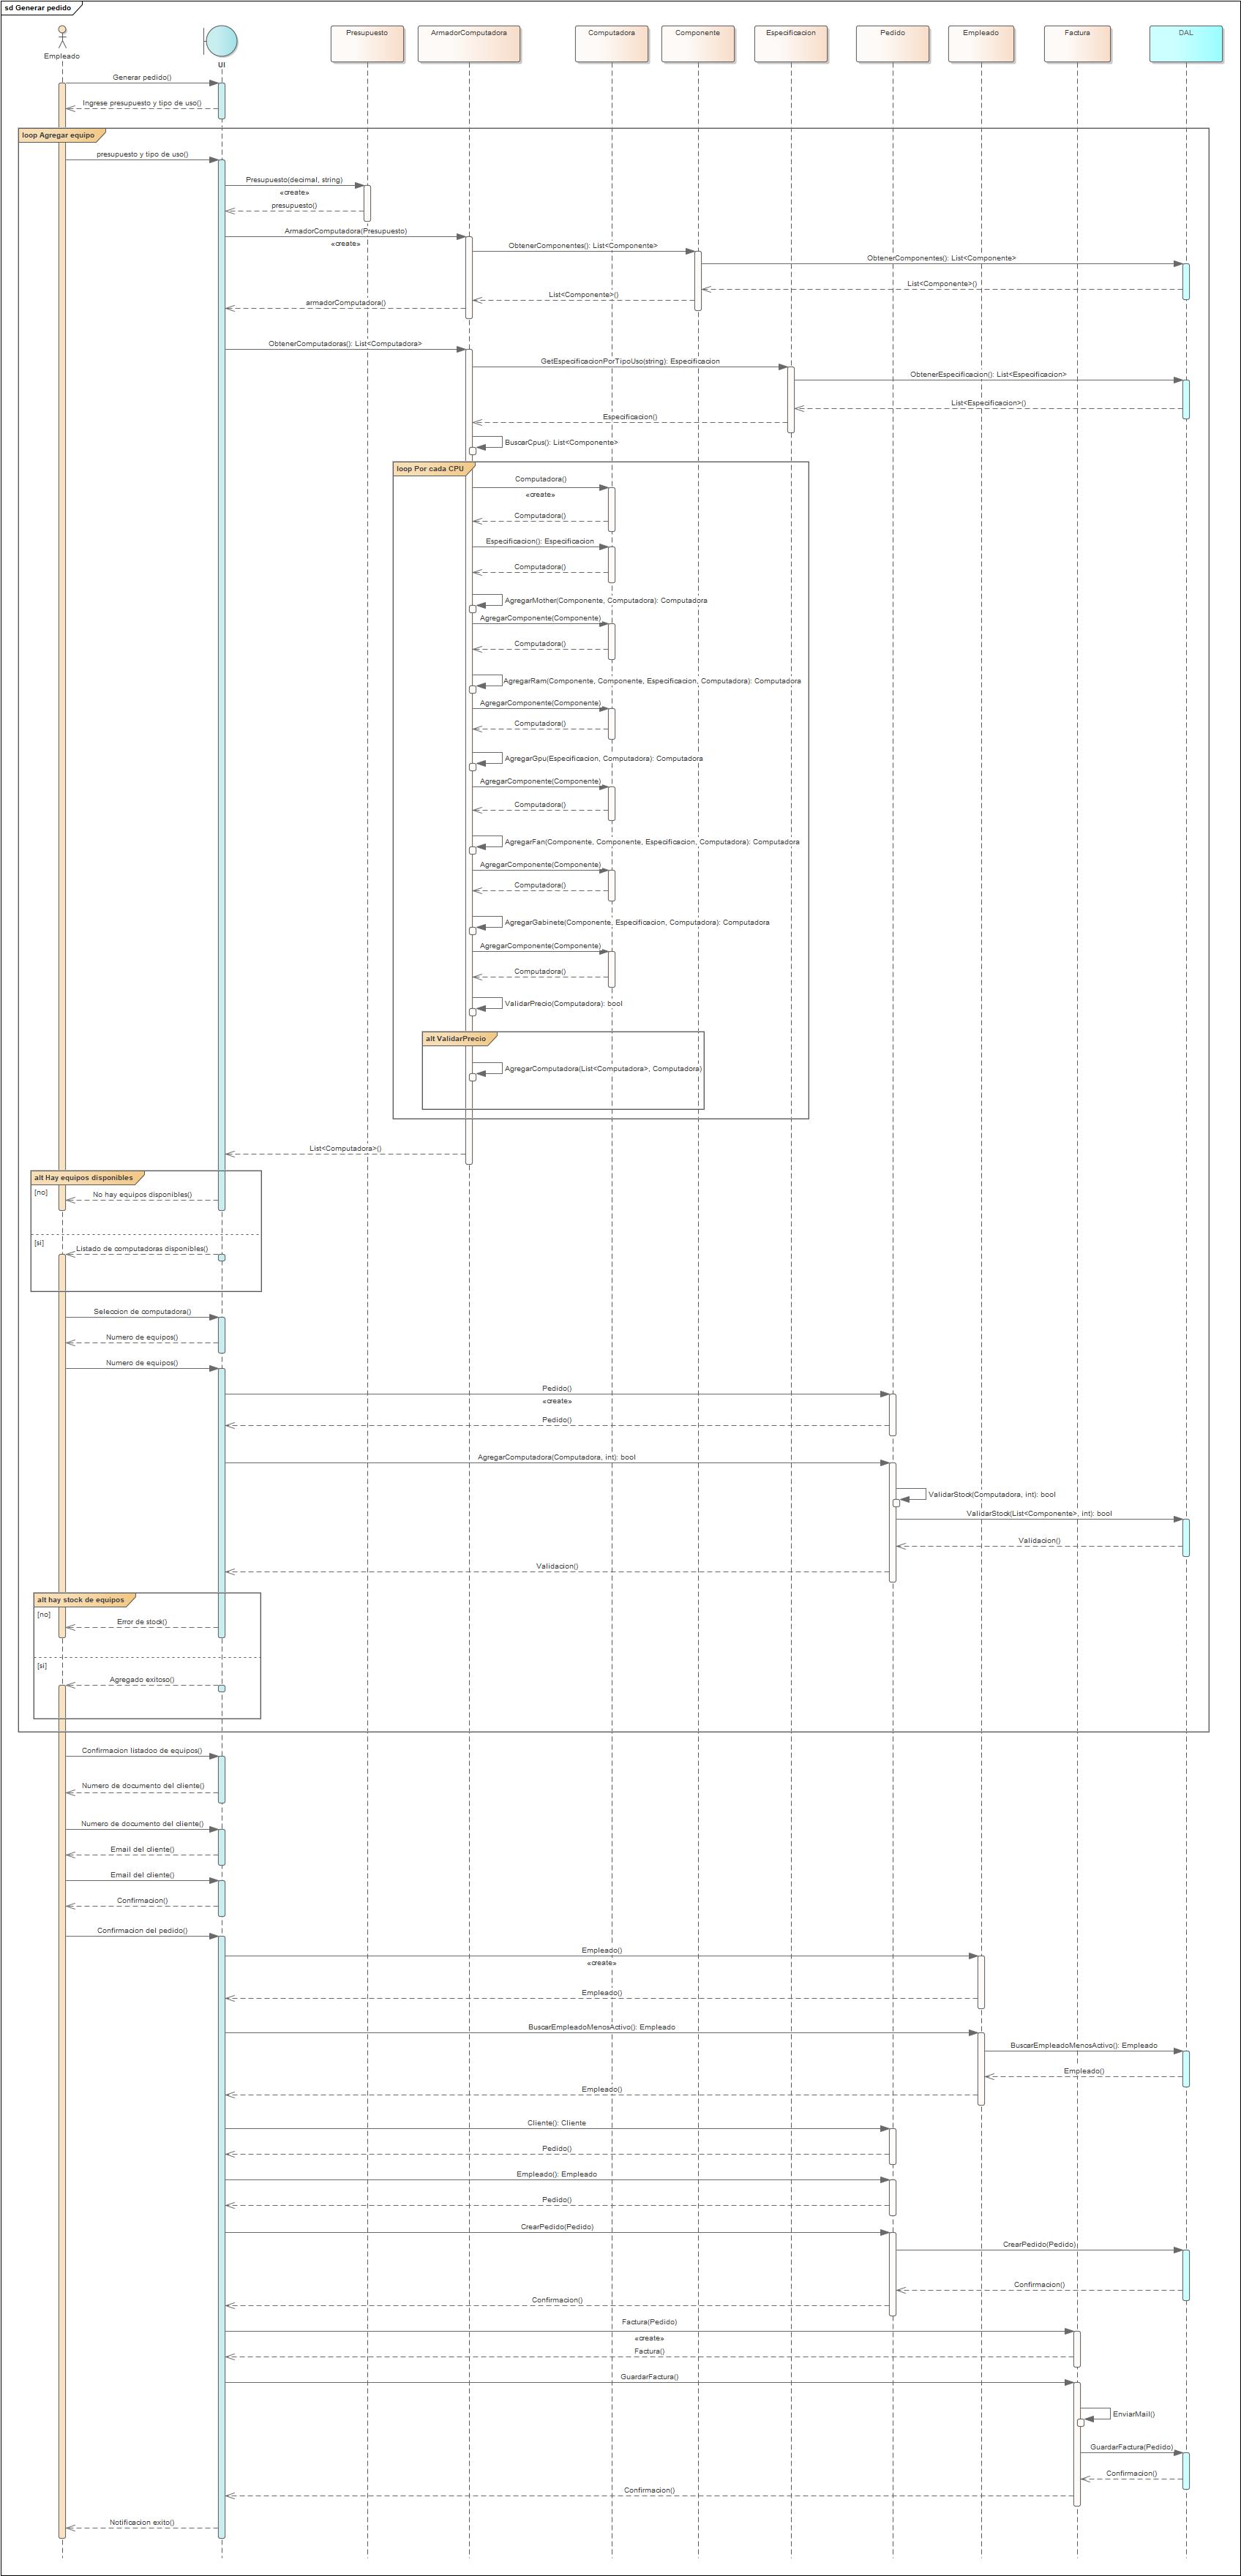 sd Generar pedido
Empleado
UI
Presupuesto
ArmadorComputadora
Computadora
Componente
Especificacion
Pedido
Empleado
Factura
DAL
Generar pedido()
Ingrese presupuesto y tipo de uso()
loop Agregar equipo
presupuesto y tipo de uso()
Presupuesto(decimal, string)
«create»
presupuesto()
ArmadorComputadora(Presupuesto)
«create»
ObtenerComponentes(): List<Componente>
ObtenerComponentes(): List<Componente>
List<Componente>()
List<Componente>()
armadorComputadora()
ObtenerComputadoras(): List<Computadora>
GetEspecificacionPorTipoUso(string): Especificacion
ObtenerEspecificacion(): List<Especificacion>
List<Especificacion>()
Especificacion()
BuscarCpus(): List<Componente>
loop Por cada CPU
Computadora()
«create»
Computadora()
Especificacion(): Especificacion
Computadora()
AgregarMother(Componente, Computadora): Computadora
AgregarComponente(Componente)
Computadora()
AgregarRam(Componente, Componente, Especificacion, Computadora): Computadora
AgregarComponente(Componente)
Computadora()
AgregarGpu(Especificacion, Computadora): Computadora
AgregarComponente(Componente)
Computadora()
AgregarFan(Componente, Componente, Especificacion, Computadora): Computadora
AgregarComponente(Componente)
Computadora()
AgregarGabinete(Componente, Especificacion, Computadora): Computadora
AgregarComponente(Componente)
Computadora()
ValidarPrecio(Computadora): bool
alt ValidarPrecio
AgregarComputadora(List<Computadora>, Computadora)
List<Computadora>()
alt Hay equipos disponibles
[no]
No hay equipos disponibles()
[si]
Listado de computadoras disponibles()
Seleccion de computadora()
Numero de equipos()
Numero de equipos()
Pedido()
«create»
Pedido()
AgregarComputadora(Computadora, int): bool
ValidarStock(Computadora, int): bool
ValidarStock(List<Componente>, int): bool
Validacion()
Validacion()
alt hay stock de equipos
[no]
Error de stock()
[si]
Agregado exitoso()
Confirmacion listadoo de equipos()
Numero de documento del cliente()
Numero de documento del cliente()
Email del cliente()
Email del cliente()
Confirmacion()
Confirmacion del pedido()
Empleado()
«create»
Empleado()
BuscarEmpleadoMenosActivo(): Empleado
BuscarEmpleadoMenosActivo(): Empleado
Empleado()
Empleado()
Cliente(): Cliente
Pedido()
Empleado(): Empleado
Pedido()
CrearPedido(Pedido)
CrearPedido(Pedido)
Confirmacion()
Confirmacion()
Factura(Pedido)
«create»
Factura()
GuardarFactura()
EnviarMail()
GuardarFactura(Pedido)
Confirmacion()
Confirmacion()
Notificacion exito()